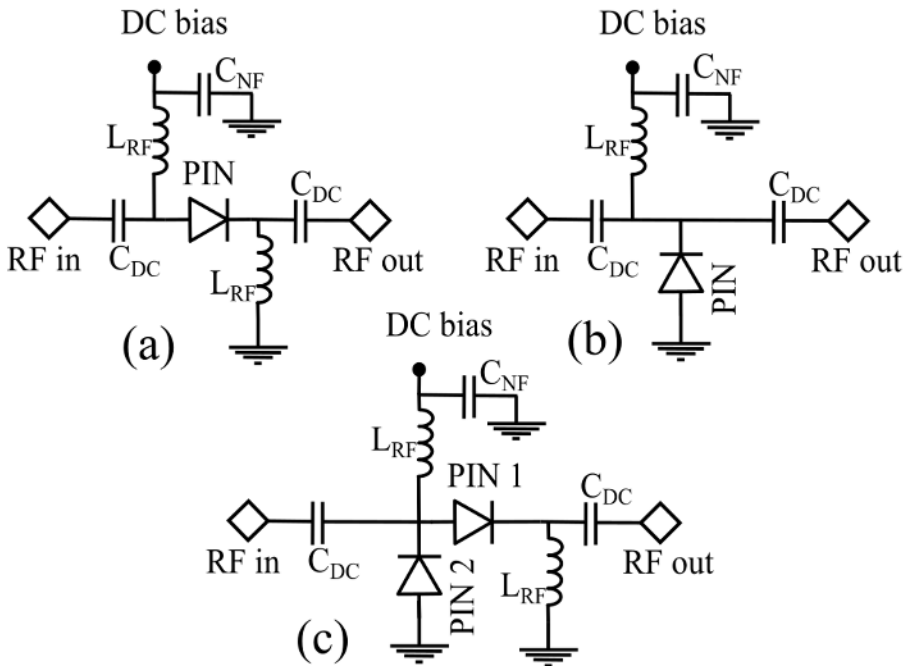 DC bias
C_NF
L_RF
PIN
C_DC
RF in
C_DC
L_RF
RF out
(a)
DC bias
C_NF
L_RF
C_DC
RF in
C_DC
PIN
RF out
(b)
DC bias
C_NF
L_RF
PIN 1
C_DC
RF in
C_DC
PIN 2
L_RF
RF out
(c)